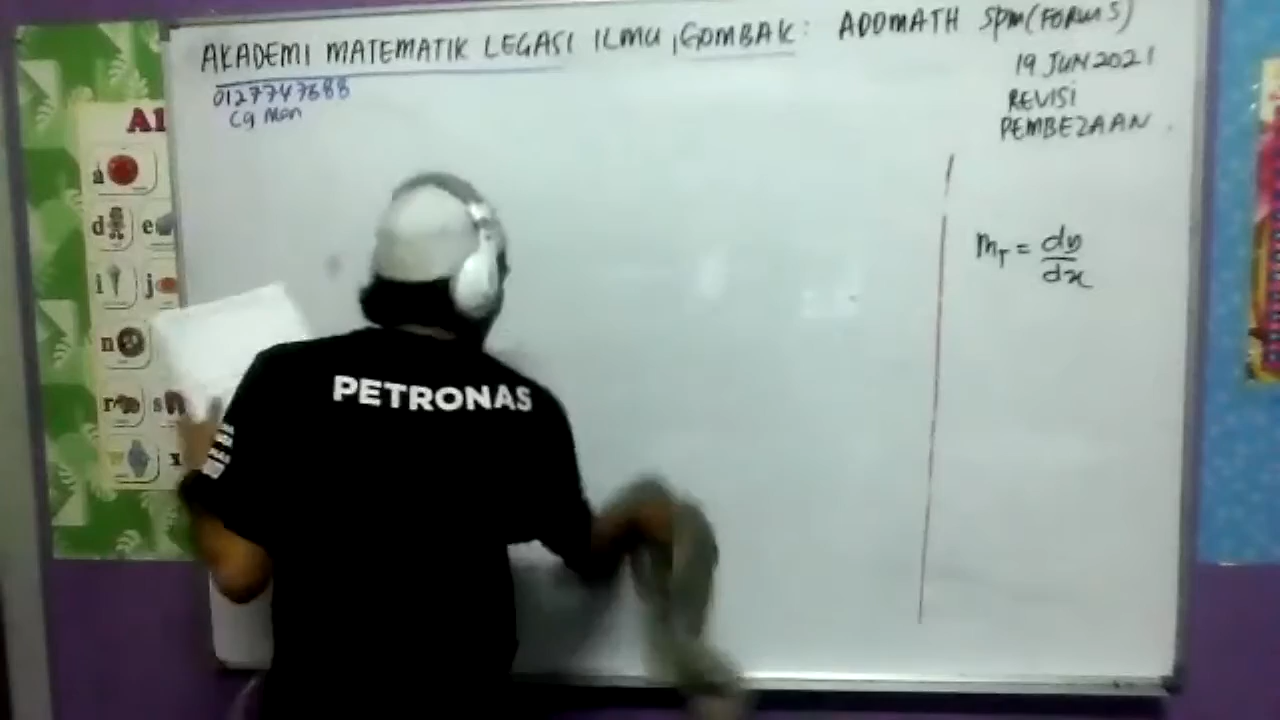 AKADEMI MATEMATIK LEGASI ILMU, GOMBAK: ADDMATH SPM (FORM 5)
0127747688
Cg Man
19 JUN 2021
REVISI
PEMBEZAAN
m_T = dy/dx
A1
a
d e
i j
n
r s
x
PETRONAS